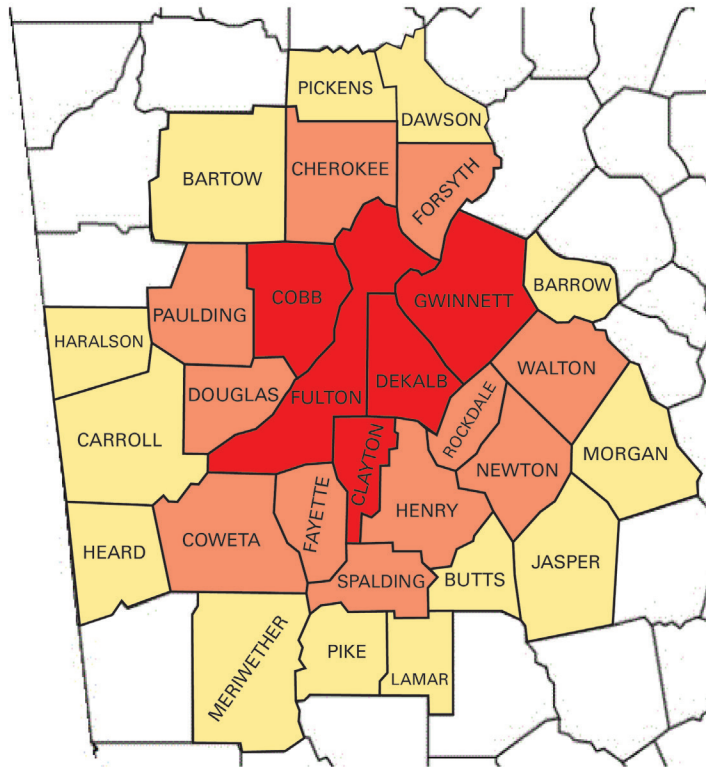 PICKENS
DAWSON
CHEROKEE
BARTOW
FORSYTH
COBB
GWINNETT
BARROW
PAULDING
HARALSON
WALTON
DEKALB
DOUGLAS
FULTON
ROCKDALE
CARROLL
MORGAN
CLAYTON
NEWTON
FAYETTE
HENRY
COWETA
HEARD
JASPER
SPALDING
BUTTS
MERIWETHER
PIKE
LAMAR